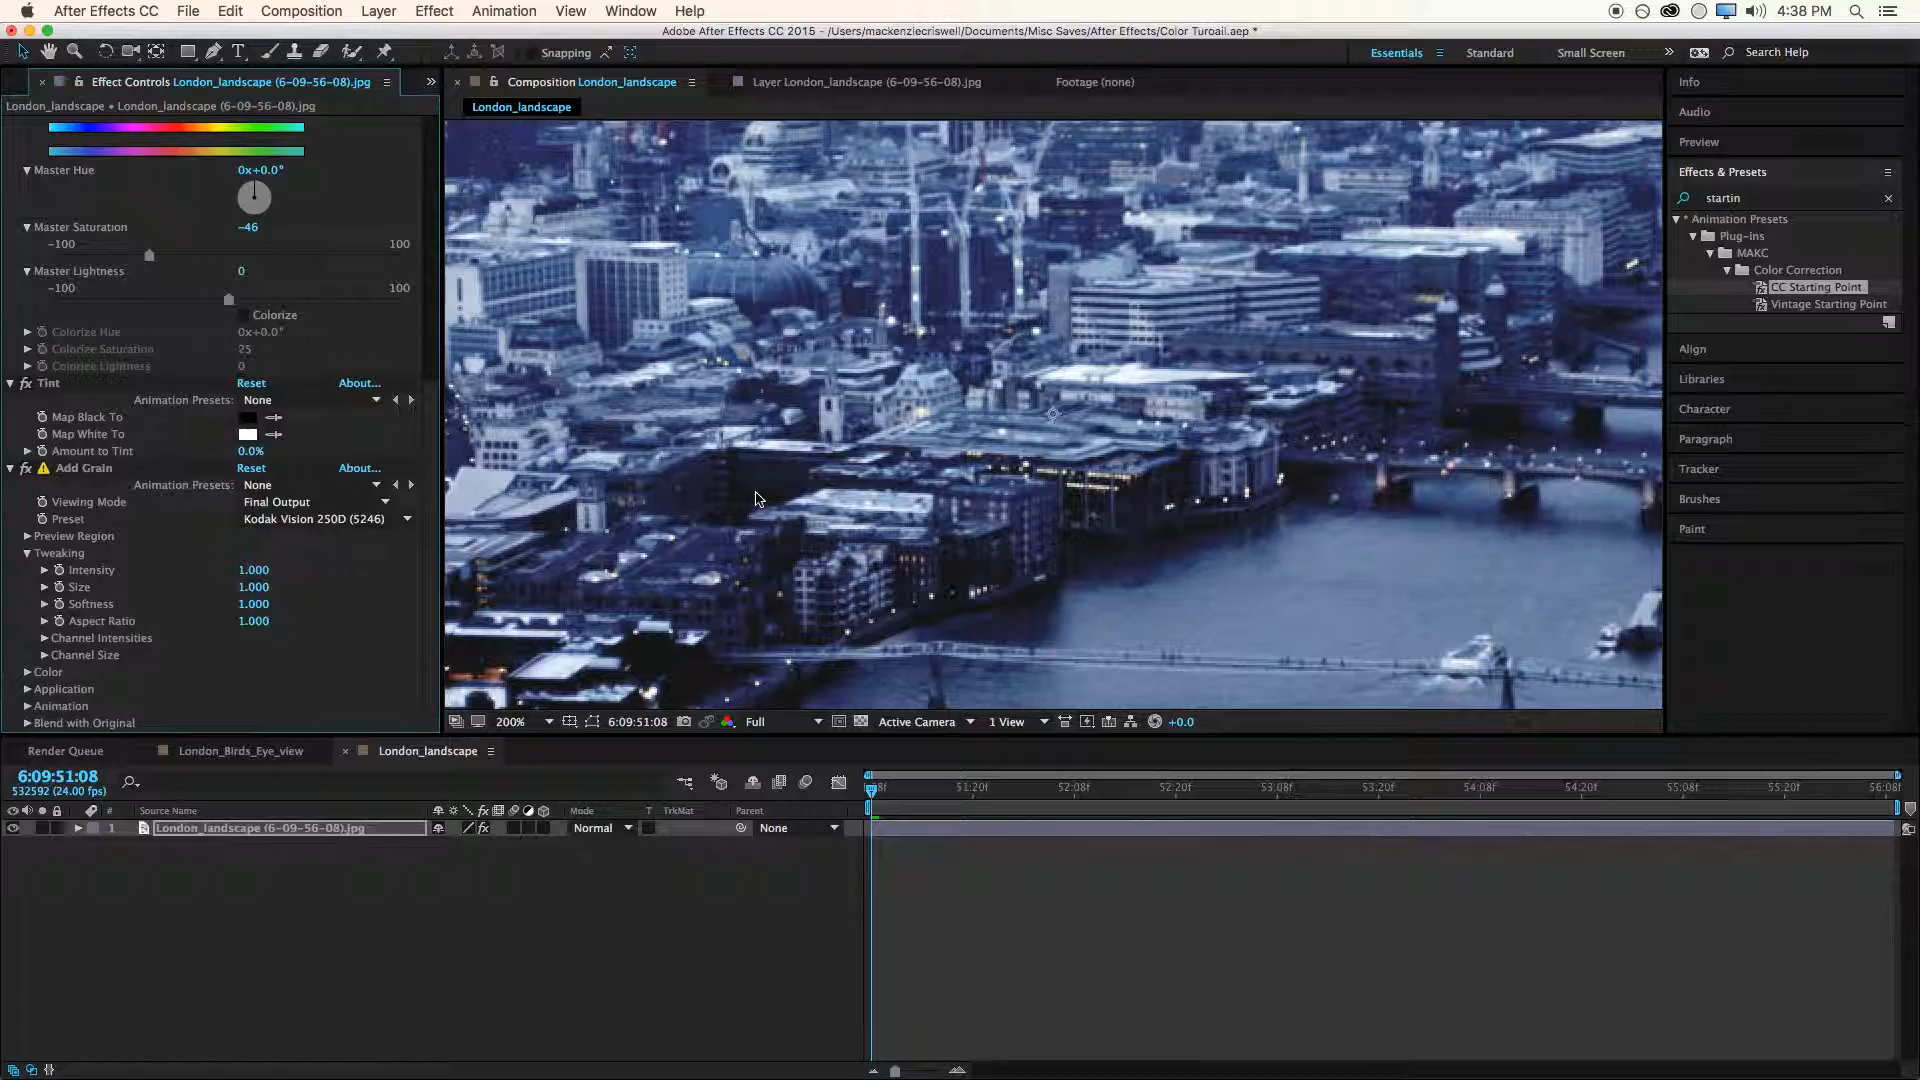 After Effects CC File Edit Composition Layer Effect Animation View Window Help 4:38 PM
Adobe After Effects CC 2015 - /Users/mackenziecriswell/Documents/Misc Saves/After Effects/Color Turoail.aep *
Snapping Essentials Standard Small Screen Search Help
Effect Controls London_landscape (6-09-56-08).jpg Composition London_landscape Layer London_landscape (6-09-56-08).jpg Footage (none) Info
London_landscape • London_landscape (6-09-56-08).jpg London_landscape
Audio
Preview
Effects & Presets
startin
* Animation Presets
Plug-ins
MAKC
Color Correction
CC Starting Point
Vintage Starting Point
Align
Libraries
Character
Paragraph
Tracker
Brushes
Paint
Master Hue 0x+0.0°
Master Saturation -46
-100 100
Master Lightness 0
-100 100
Colorize
Colorize Hue 0x+0.0°
Colorize Saturation 25
Colorize Lightness 0
fx Tint Reset About...
Animation Presets: None
Map Black To
Map White To
Amount to Tint 0.0%
fx Add Grain Reset About...
Animation Presets: None
Viewing Mode Final Output
Preset Kodak Vision 250D (5246)
Preview Region
Tweaking
Intensity 1.000
Size 1.000
Softness 1.000
Aspect Ratio 1.000
Channel Intensities
Channel Size
Color
Application
Animation
Blend with Original
200% 6:09:51:08 Full Active Camera 1 View +0.0
Render Queue London_Birds_Eye_view London_landscape
6:09:51:08
532592 (24.00 fps)
8f 51:20f 52:08f 52:20f 53:08f 53:20f 54:08f 54:20f 55:08f 55:20f 56:08f
# Source Name fx Mode T TrkMat Parent
1 London_landscape (6-09-56-08).jpg fx Normal None